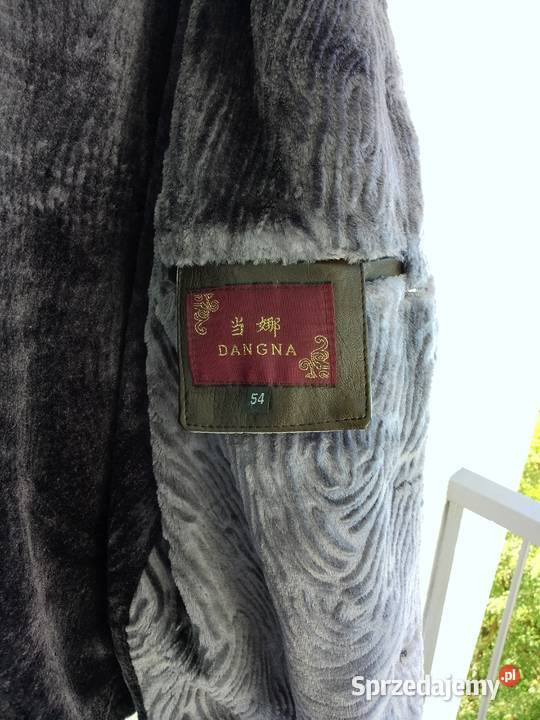 当娜
DANGNA
54
Sprzedajemy.pl